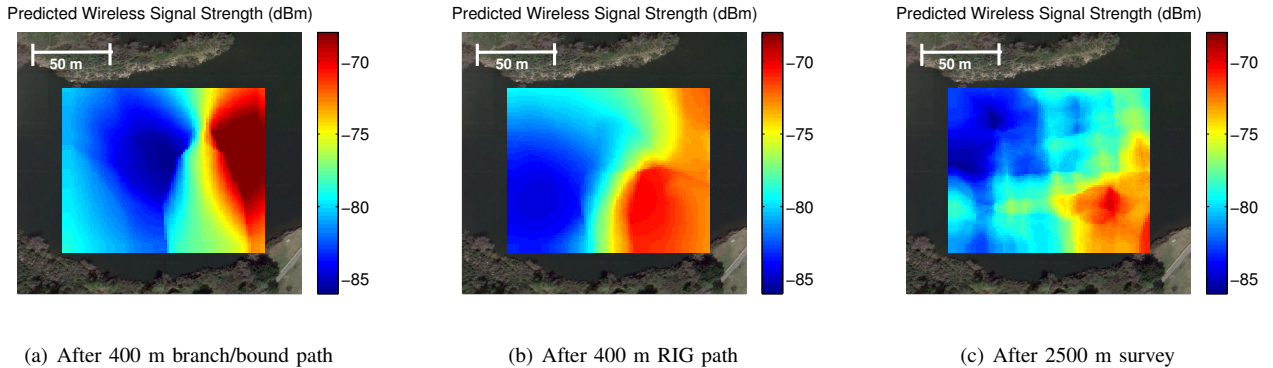 Predicted Wireless Signal Strength (dBm)
50 m
−70
−75
−80
−85
(a) After 400 m branch/bound path
Predicted Wireless Signal Strength (dBm)
50 m
−70
−75
−80
−85
(b) After 400 m RIG path
Predicted Wireless Signal Strength (dBm)
50 m
−70
−75
−80
−85
(c) After 2500 m survey